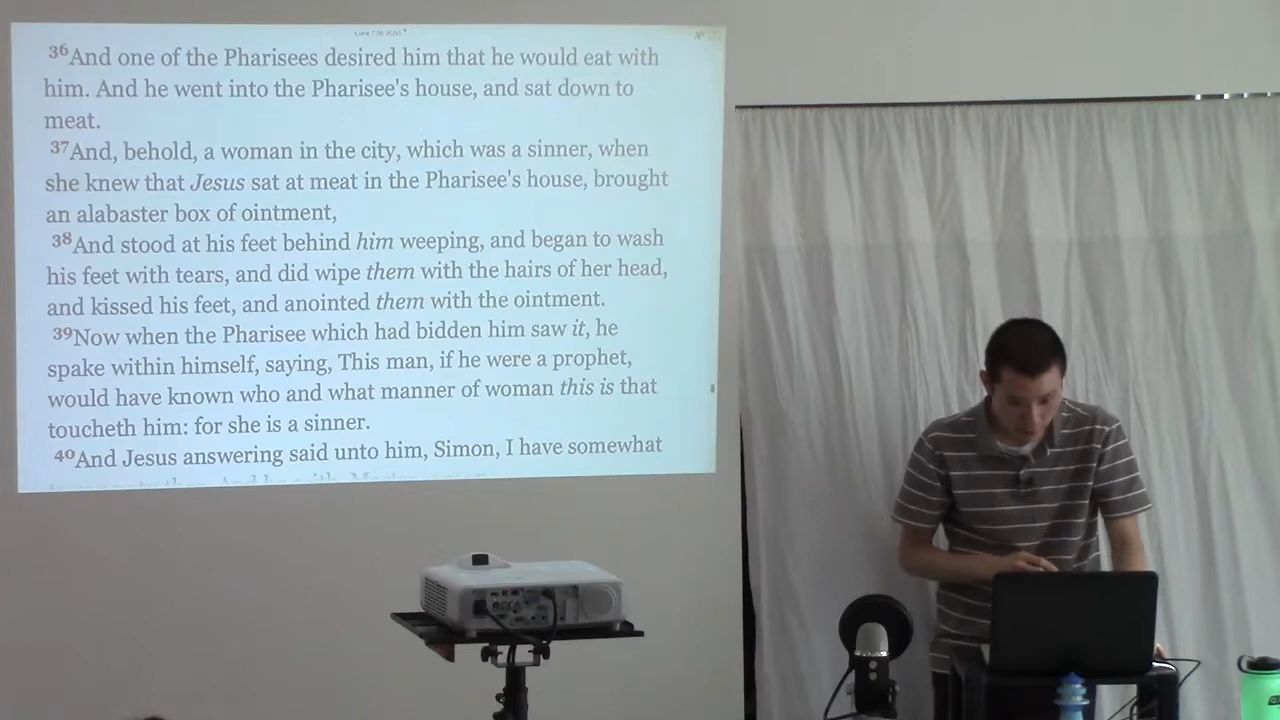 36And one of the Pharisees desired him that he would eat with
him. And he went into the Pharisee's house, and sat down to
meat.
37And, behold, a woman in the city, which was a sinner, when
she knew that Jesus sat at meat in the Pharisee's house, brought
an alabaster box of ointment,
38And stood at his feet behind him weeping, and began to wash
his feet with tears, and did wipe them with the hairs of her head,
and kissed his feet, and anointed them with the ointment.
39Now when the Pharisee which had bidden him saw it, he
spake within himself, saying, This man, if he were a prophet,
would have known who and what manner of woman this is that
toucheth him: for she is a sinner.
40And Jesus answering said unto him, Simon, I have somewhat